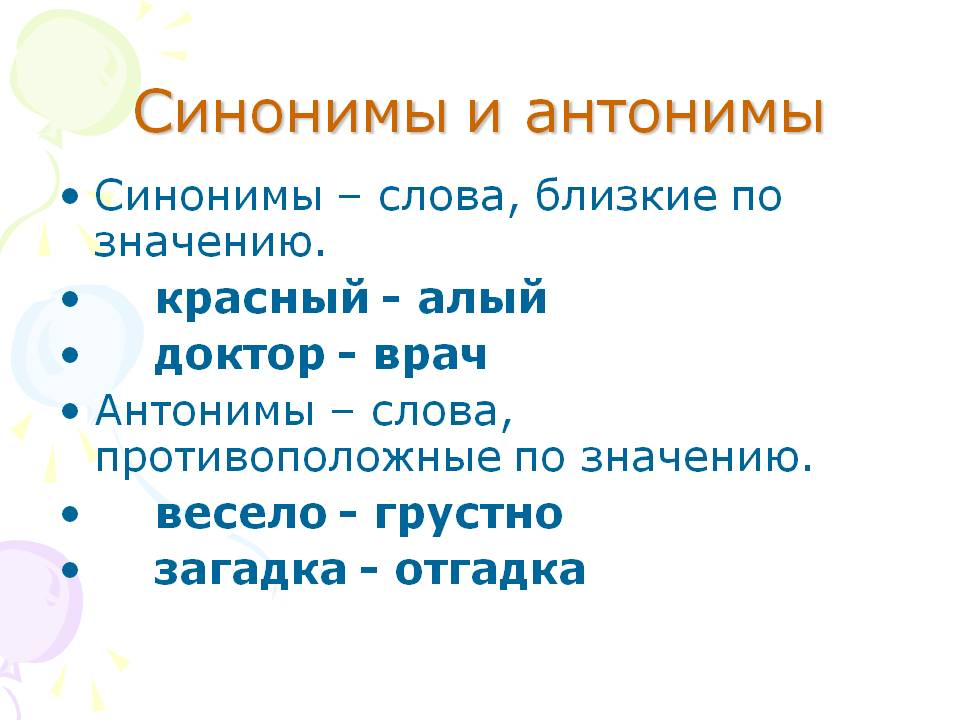 Синонимы и антонимы
• Синонимы – слова, близкие по
значению.
• красный - алый
• доктор - врач
• Антонимы – слова,
противоположные по значению.
• весело - грустно
• загадка - отгадка